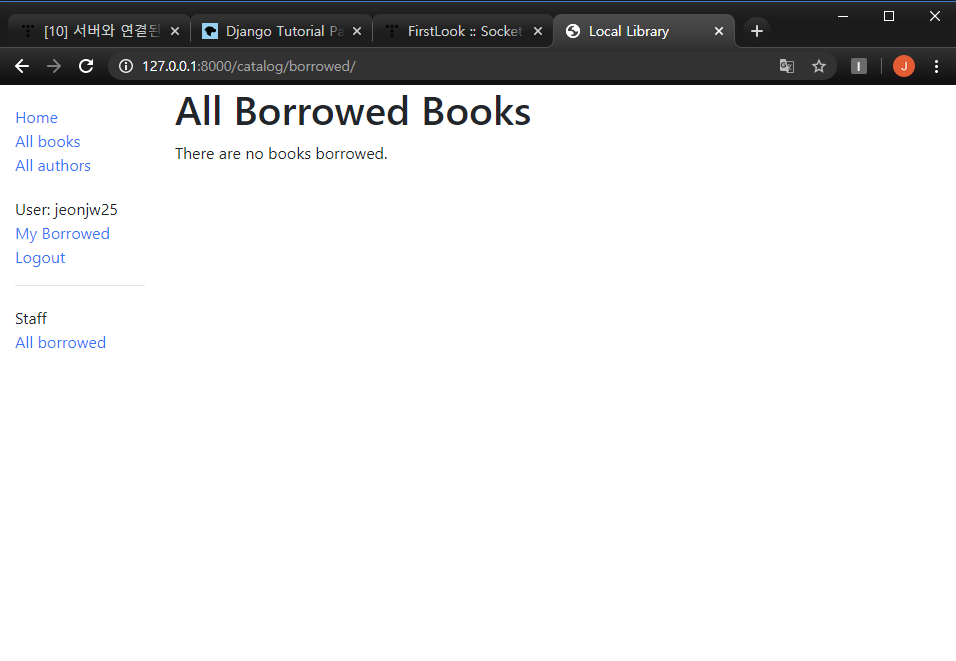 [10] 서버와 연결된
Django Tutorial Pa
FirstLook :: Socket
Local Library
127.0.0.1:8000/catalog/borrowed/
I
J
Home
All books
All authors
User: jeonjw25
My Borrowed
Logout
Staff
All borrowed
All Borrowed Books
There are no books borrowed.